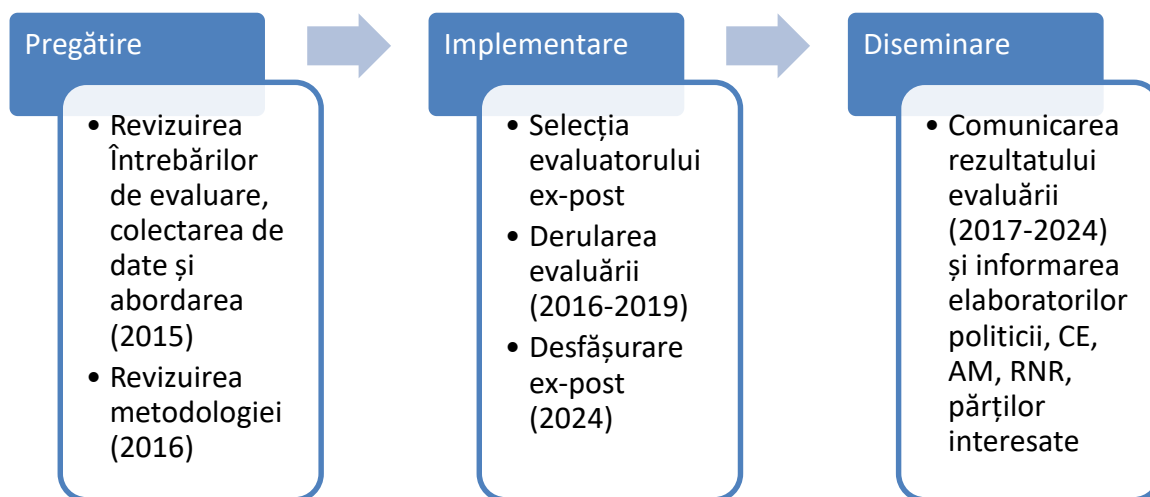 Pregătire
• Revizuirea
Întrebărilor
de evaluare,
colectarea de
date și
abordarea
(2015)
• Revizuirea
metodologiei
(2016)
Implementare
• Selecția
evaluatorului
ex-post
• Derularea
evaluării
(2016-2019)
• Desfășurare
ex-post
(2024)
Diseminare
• Comunicarea
rezultatului
evaluării
(2017-2024)
și informarea
elaboratorilor
politicii, CE,
AM, RNR,
părților
interesate